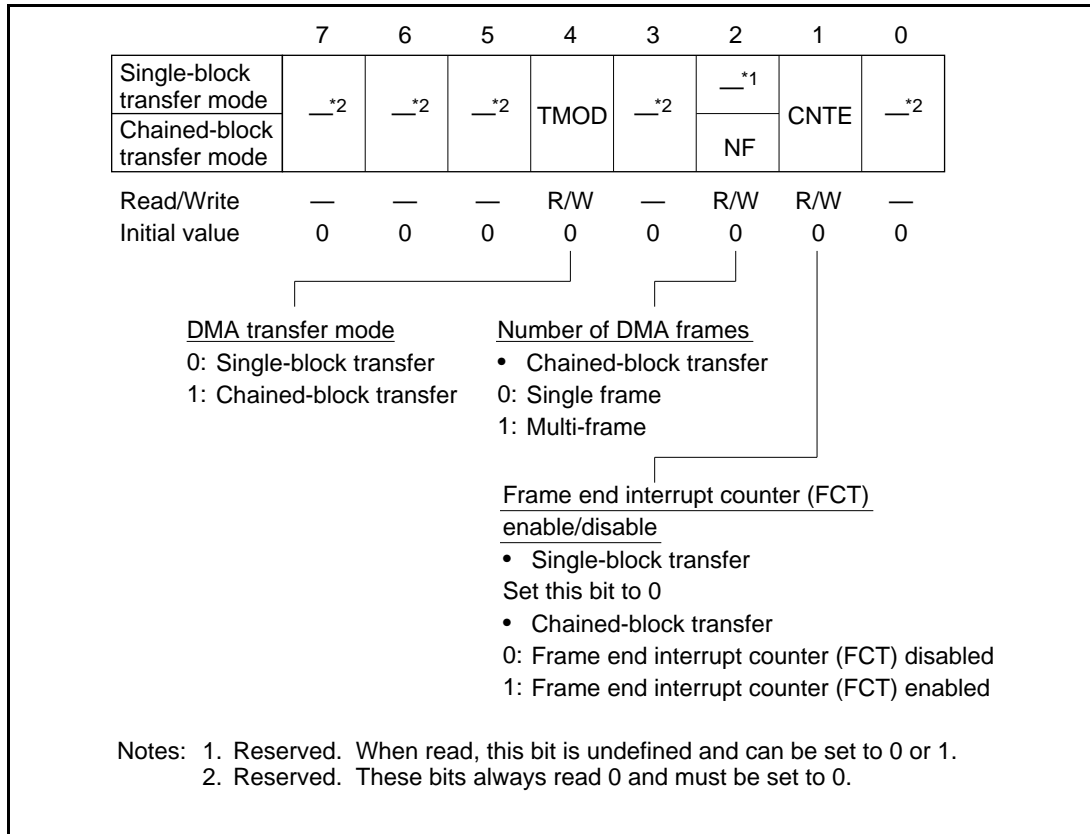 7 6 5 4 3 2 1 0
Single-block
transfer mode
Chained-block
transfer mode
—*2 —*2 —*2 TMOD —*2 —*1 CNTE —*2
NF
Read/Write — — — R/W — R/W R/W —
Initial value 0 0 0 0 0 0 0 0
DMA transfer mode
0: Single-block transfer
1: Chained-block transfer
Number of DMA frames
• Chained-block transfer
0: Single frame
1: Multi-frame
Frame end interrupt counter (FCT)
enable/disable
• Single-block transfer
Set this bit to 0
• Chained-block transfer
0: Frame end interrupt counter (FCT) disabled
1: Frame end interrupt counter (FCT) enabled
Notes: 1. Reserved. When read, this bit is undefined and can be set to 0 or 1.
2. Reserved. These bits always read 0 and must be set to 0.